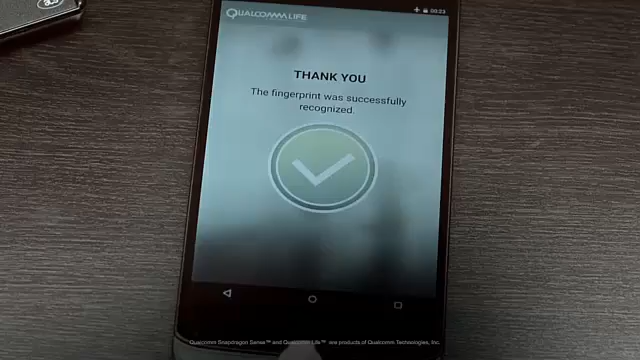 QUALCOMM LIFE
00:23
THANK YOU
The fingerprint was successfully
recognized.
Qualcomm Snapdragon Sense™ and Qualcomm Life™ are products of Qualcomm Technologies, Inc.